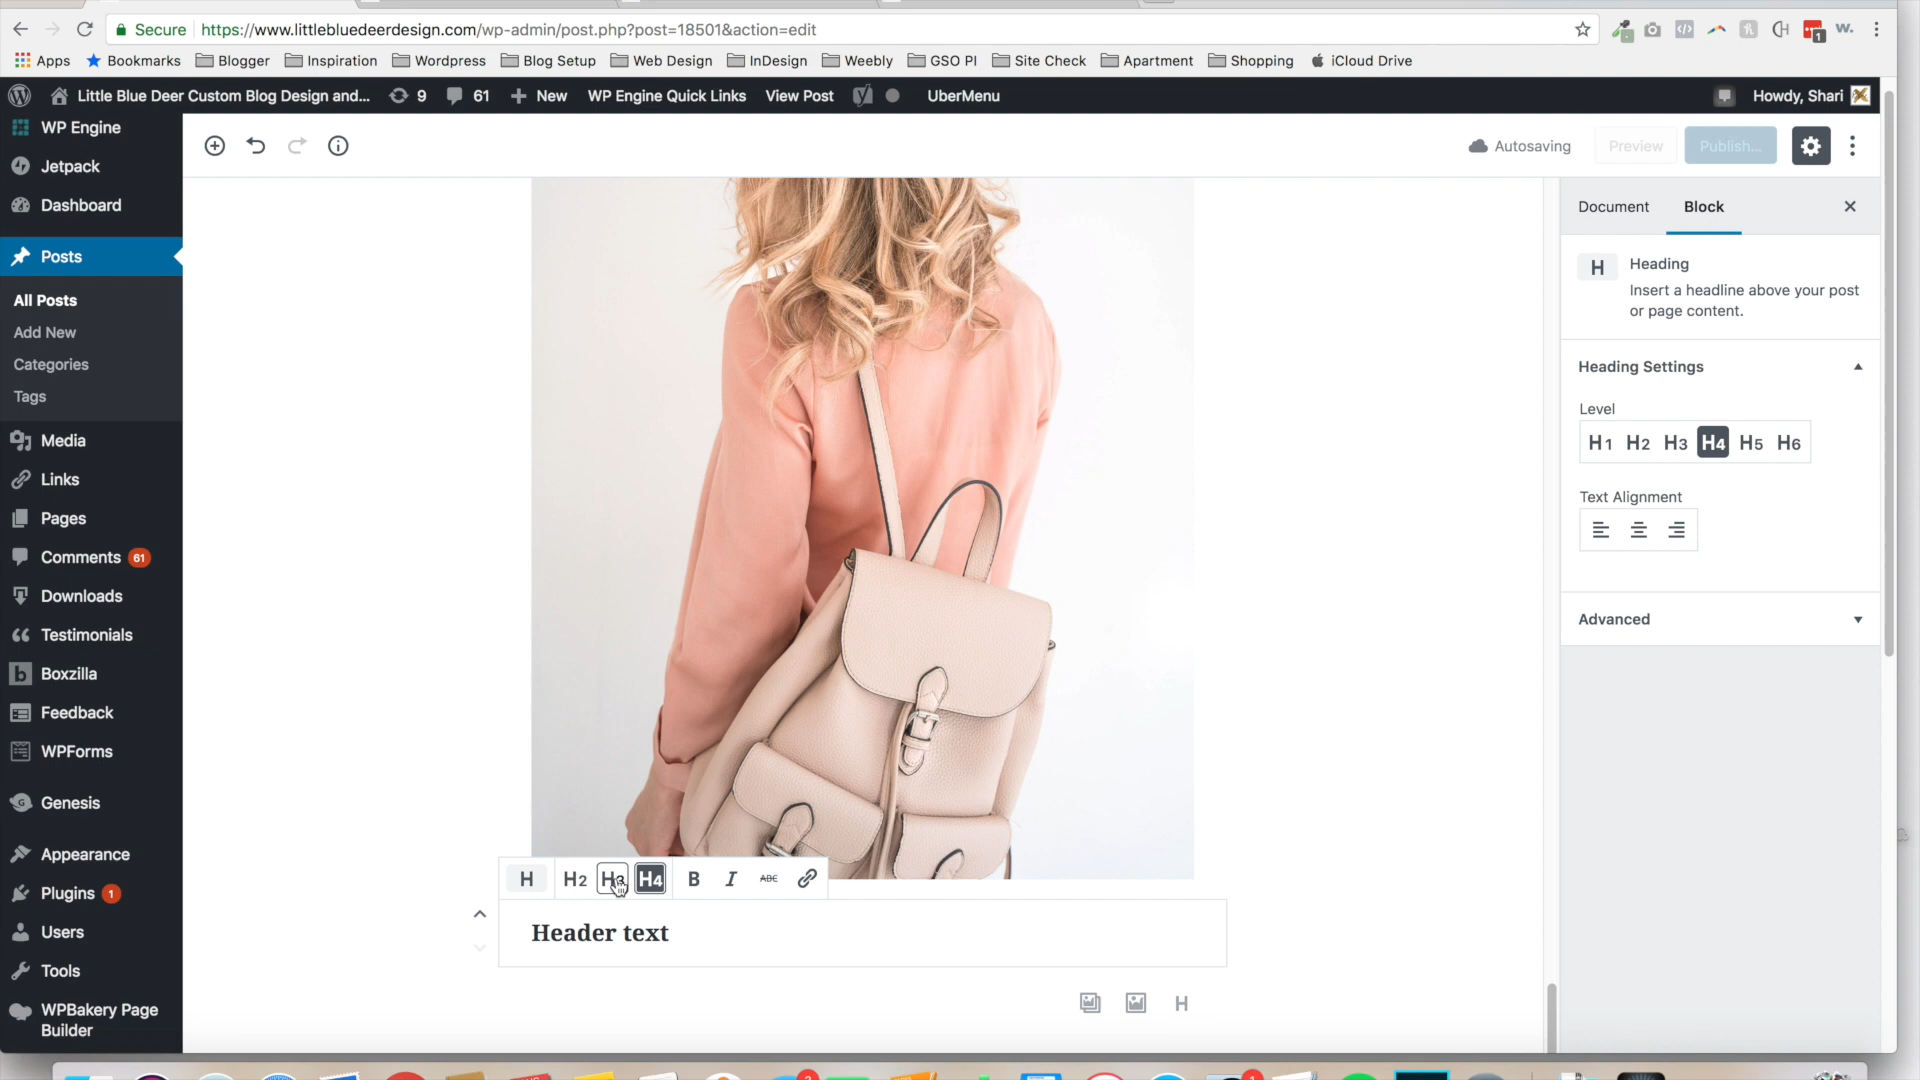 Secure https://www.littlebluedeerdesign.com/wp-admin/post.php?post=18501&action=edit
1
W.
Apps Bookmarks Blogger Inspiration Wordpress Blog Setup Web Design InDesign Weebly GSO PI Site Check Apartment Shopping iCloud Drive
Little Blue Deer Custom Blog Design and... 9 61 New WP Engine Quick Links View Post UberMenu Howdy, Shari
WP Engine
Jetpack
Dashboard
Posts
All Posts
Add New
Categories
Tags
Media
Links
Pages
Comments 61
Downloads
Testimonials
Boxzilla
Feedback
WPForms
Genesis
Appearance
Plugins 1
Users
Tools
WPBakery Page
Builder
Autosaving Preview Publish...
Document Block
H Heading
Insert a headline above your post
or page content.
Heading Settings
Level
H1 H2 H3 H4 H5 H6
Text Alignment
Advanced
H H2 H3 H4 B I ABC
Header text
H